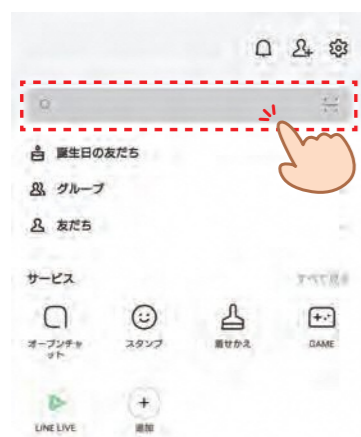 誕生日の友だち
グループ
友だち
サービス
すべて見る
オープンチャ
ット
スタンプ
着せかえ
GAME
LINE LIVE
追加